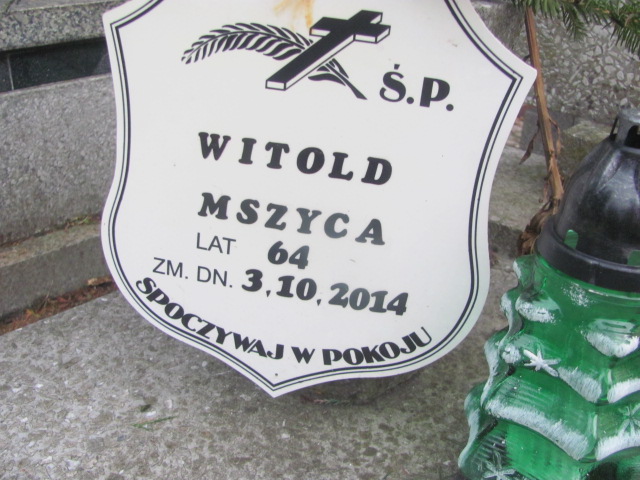 Ś.P.
WITOLD
MSZYCA
LAT 64
ZM. DN. 3,10,2014
SPOCZYWAJ W POKOJU